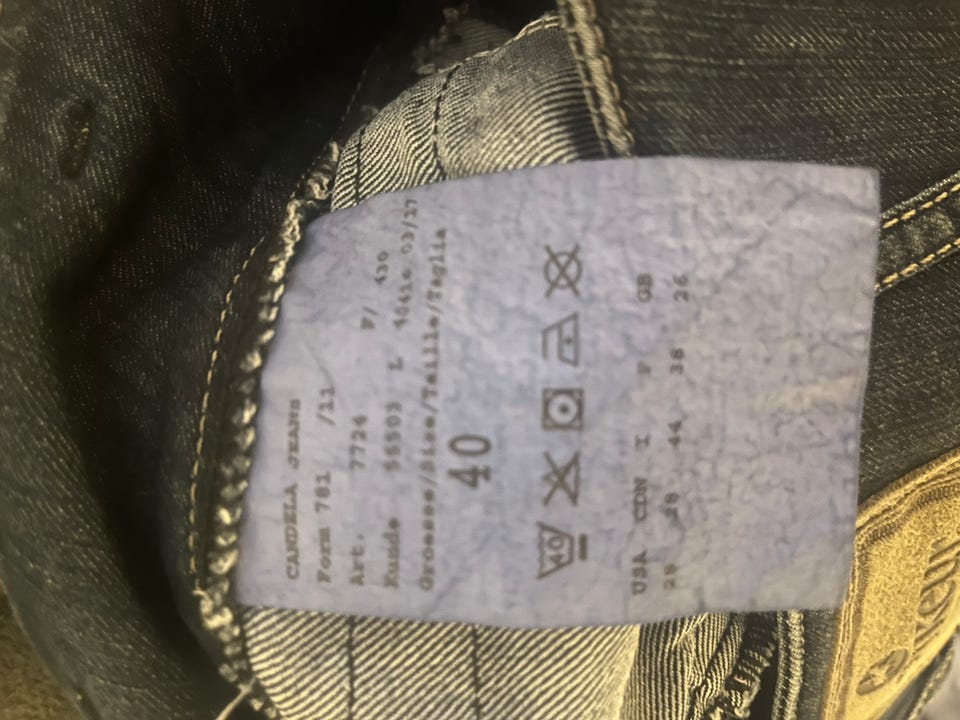 CANDELA JEANS
Form 781 /11
Art. 7724 F/ 430
Kunde 55503 L 03/17
Groesse/Size/Taille/Taglia
40
40
USA CDN I F GB
28 28 44 38 26